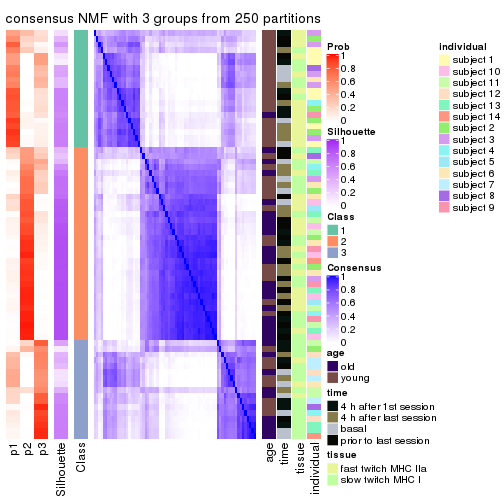 consensus NMF with 3 groups from 250 partitions
Prob
1
0.8
0.6
0.4
0.2
0
Silhouette
1
0.8
0.6
0.4
0.2
0
Class
1
2
3
Consensus
1
0.8
0.6
0.4
0.2
0
age
old
young
time
4 h after 1st session
4 h after last session
basal
prior to last session
tissue
fast twitch MHC IIa
slow twitch MHC I
individual
subject 1
subject 10
subject 11
subject 12
subject 13
subject 14
subject 2
subject 3
subject 4
subject 5
subject 6
subject 7
subject 8
subject 9
p1
p2
p3
Silhouette
Class
age
time
tissue
individual